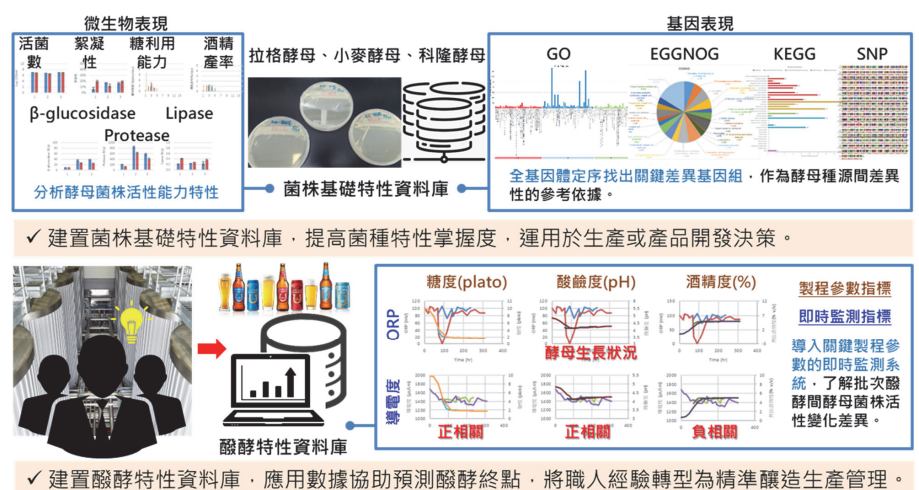 微生物表現
活菌數
絮凝性
糖利用能力
酒精產率
β-glucosidase
Lipase
Protease
分析酵母菌株活性能力特性
拉格酵母、小麥酵母、科隆酵母
菌株基礎特性資料庫
基因表現
GO
EGGNOG
KEGG
SNP
全基因體定序找出關鍵差異基因組，作為酵母種源間差異
性的參考依據。
✓ 建置菌株基礎特性資料庫，提高菌種特性掌握度，運用於生產或產品開發決策。
醱酵特性資料庫
糖度(plato)
酸鹼度(pH)
酒精度(%)
ORP
酵母生長狀況
導電度
正相關
正相關
負相關
製程參數指標
即時監測指標
導入關鍵製程參
數的即時監測系
統，了解批次醱
酵間酵母菌株活
性變化差異。
✓ 建置醱酵特性資料庫，應用數據協助預測醱酵終點，將職人經驗轉型為精準釀造生產管理。